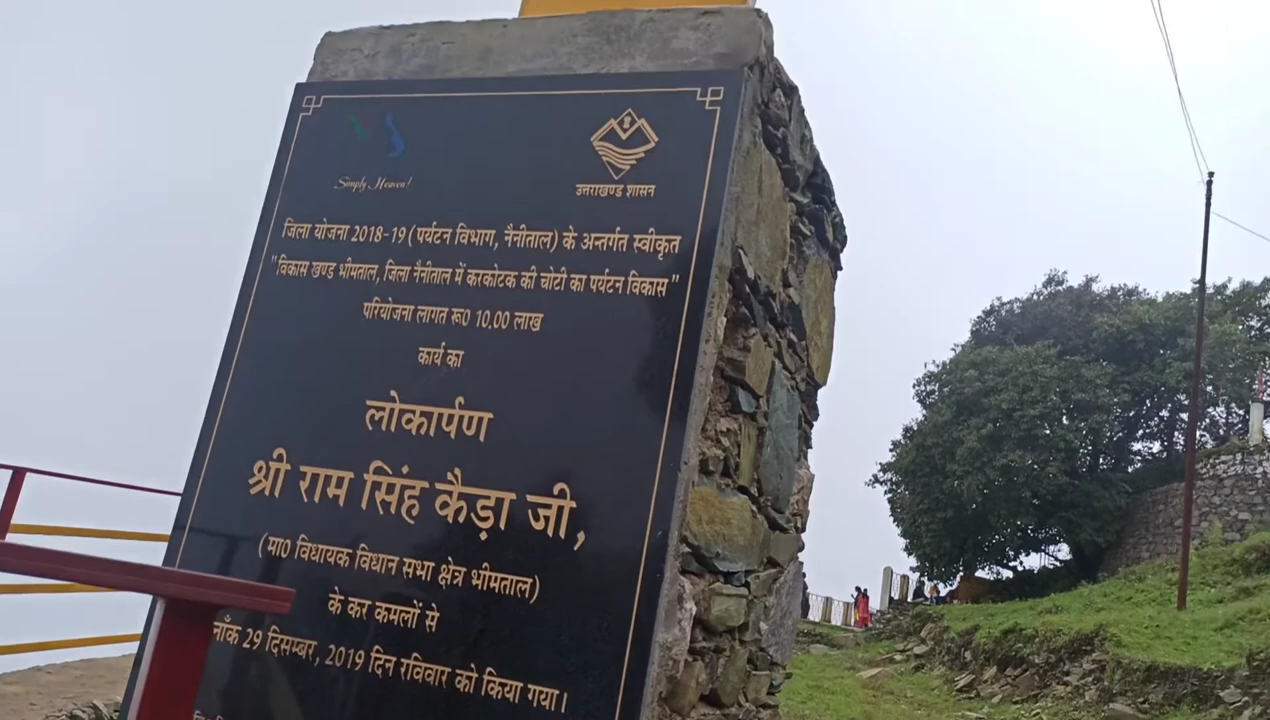 Simply Heaven!
उत्तराखण्ड शासन
जिला योजना 2018-19 (पर्यटन विभाग, नैनीताल) के अन्तर्गत स्वीकृत
"विकास खण्ड भीमताल, जिला नैनीताल में करकोटक की चोटी का पर्यटन विकास"
परियोजना लागत रू0 10.00 लाख
कार्य का
लोकार्पण
श्री राम सिंह कैड़ा जी,
(मा0 विधायक विधान सभा क्षेत्र भीमताल)
के कर कमलों से
नाँक 29 दिसम्बर, 2019 दिन रविवार को किया गया।